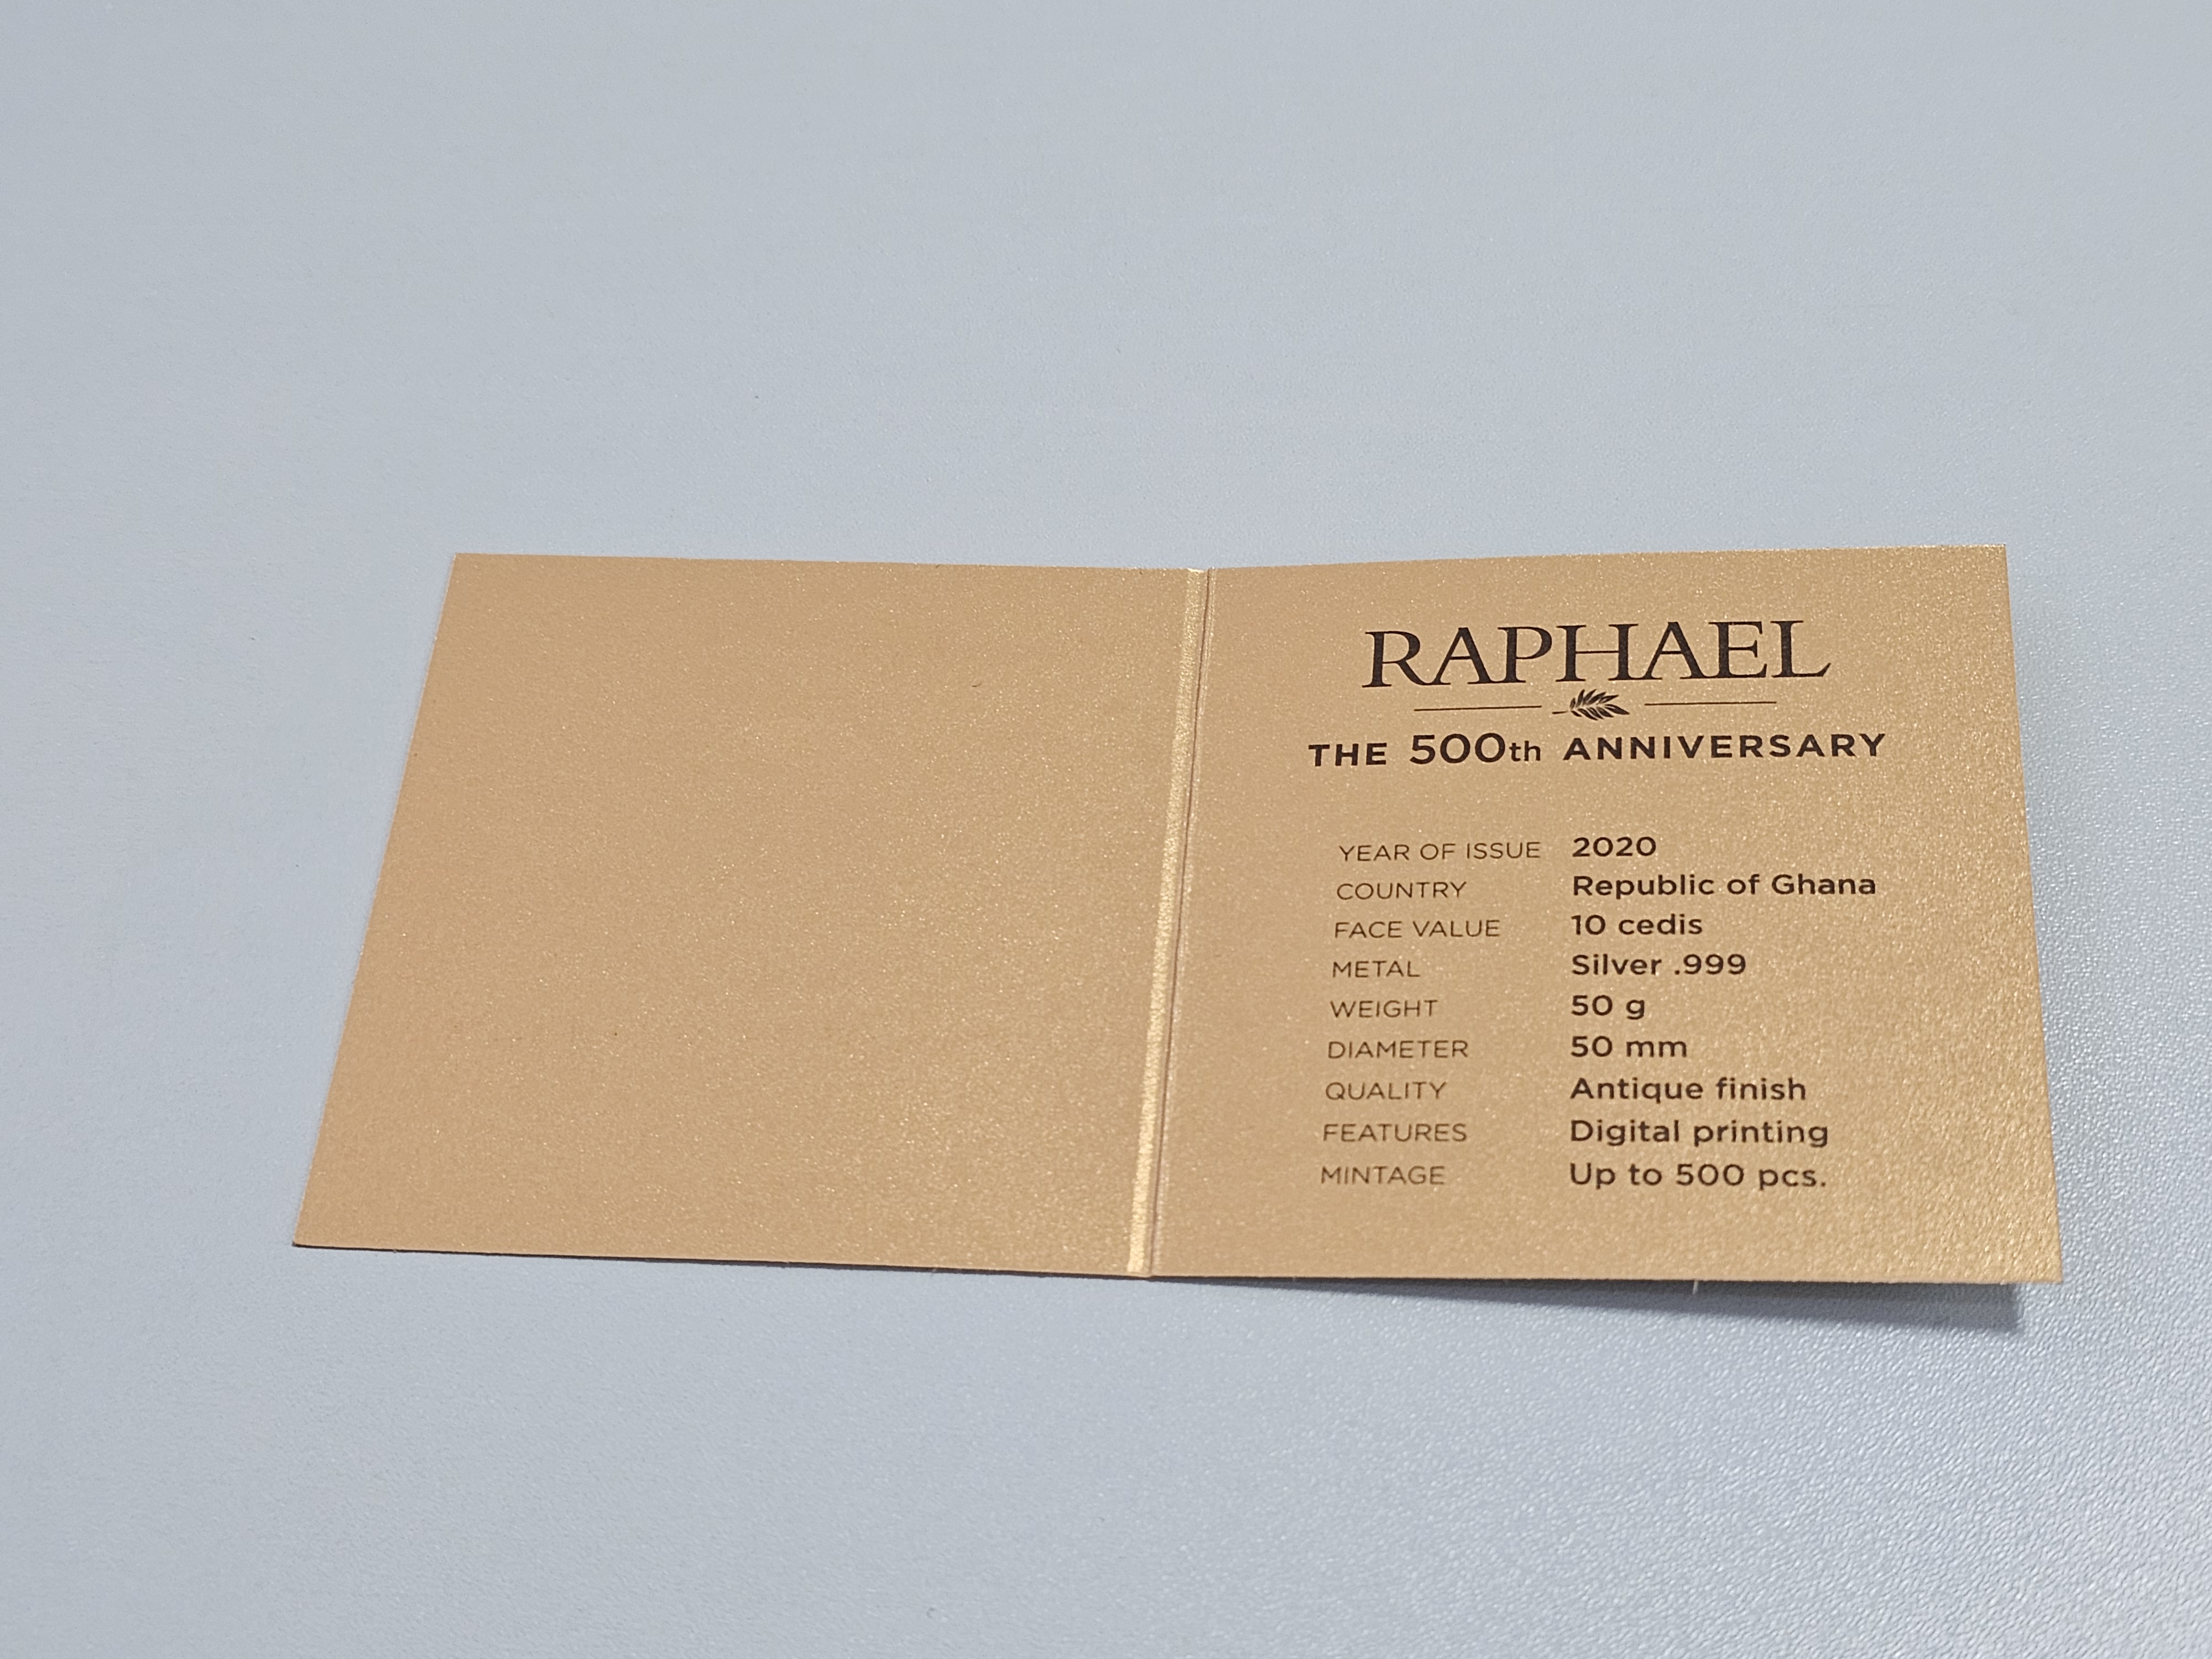 RAPHAEL
THE 500th ANNIVERSARY
YEAR OF ISSUE 2020
COUNTRY Republic of Ghana
FACE VALUE 10 cedis
METAL Silver .999
WEIGHT 50 g
DIAMETER 50 mm
QUALITY Antique finish
FEATURES Digital printing
MINTAGE Up to 500 pcs.